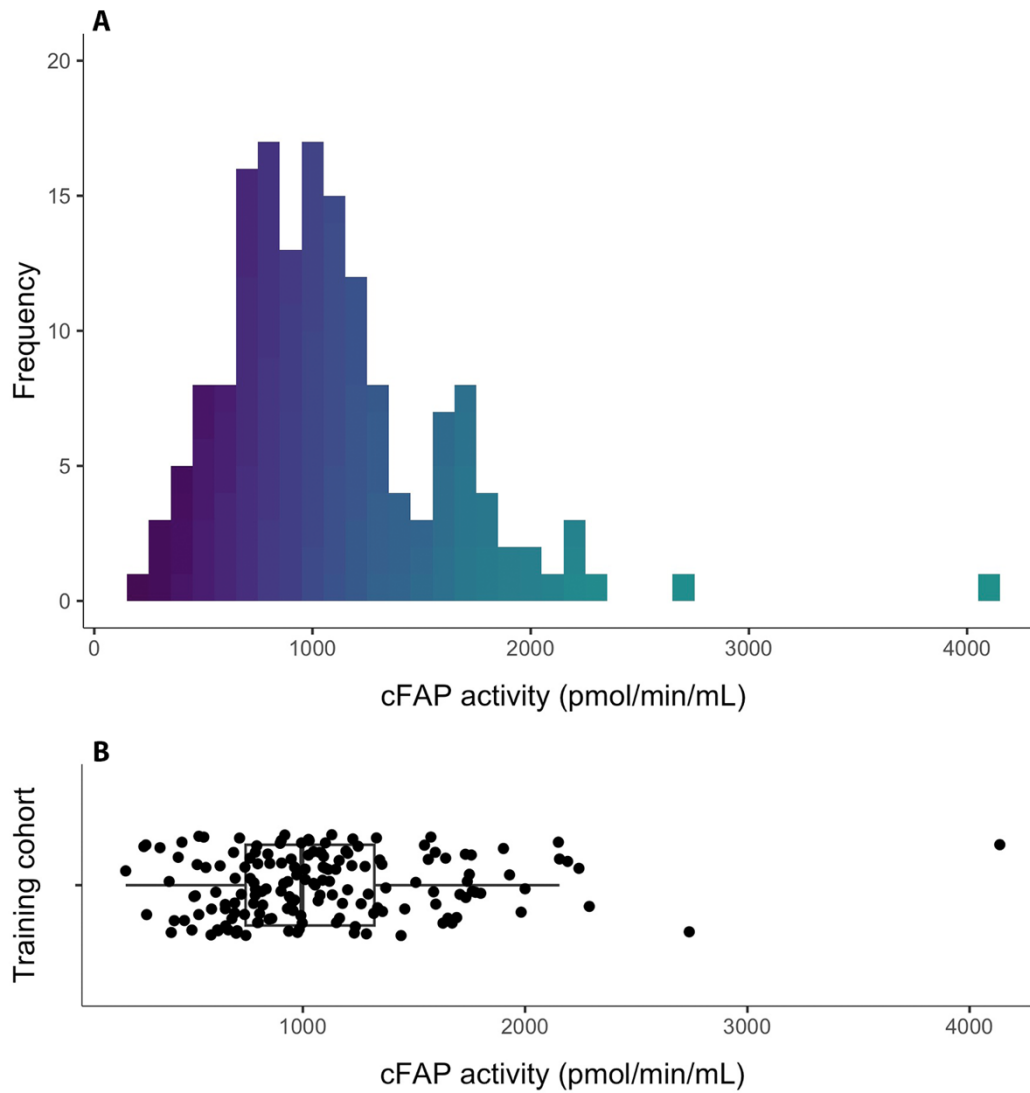 A
20
15
10
5
0
Frequency
0 1000 2000 3000 4000
cFAP activity (pmol/min/mL)
B
Training cohort
1000 2000 3000 4000
cFAP activity (pmol/min/mL)